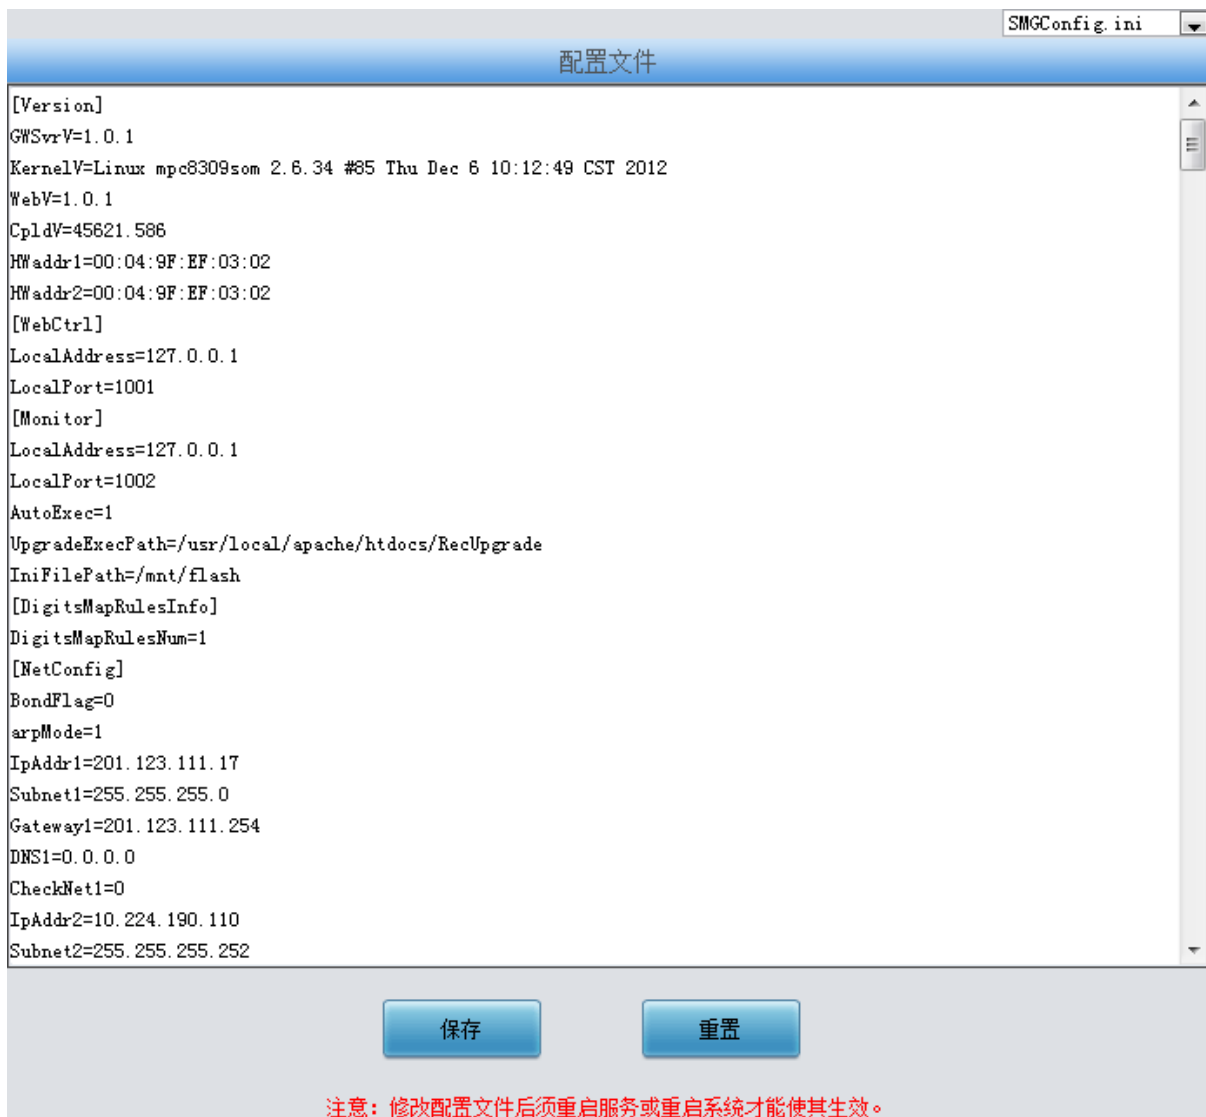 SMGConfig.ini
配置文件
[Version]
GWSvrV=1.0.1
KernelV=Linux mpc8309som 2.6.34 #85 Thu Dec 6 10:12:49 CST 2012
WebV=1.0.1
CpldV=45621.586
HWaddr1=00:04:9F:EF:03:02
HWaddr2=00:04:9F:EF:03:02
[WebCtrl]
LocalAddress=127.0.0.1
LocalPort=1001
[Monitor]
LocalAddress=127.0.0.1
LocalPort=1002
AutoExec=1
UpgradeExecPath=/usr/local/apache/htdocs/RecUpgrade
IniFilePath=/mnt/flash
[DigitsMapRulesInfo]
DigitsMapRulesNum=1
[NetConfig]
BondFlag=0
arpMode=1
IpAddr1=201.123.111.17
Subnet1=255.255.255.0
Gateway1=201.123.111.254
DNS1=0.0.0.0
CheckNet1=0
IpAddr2=10.224.190.110
Subnet2=255.255.255.252
保存 重置
注意：修改配置文件后须重启服务或重启系统才能使其生效。